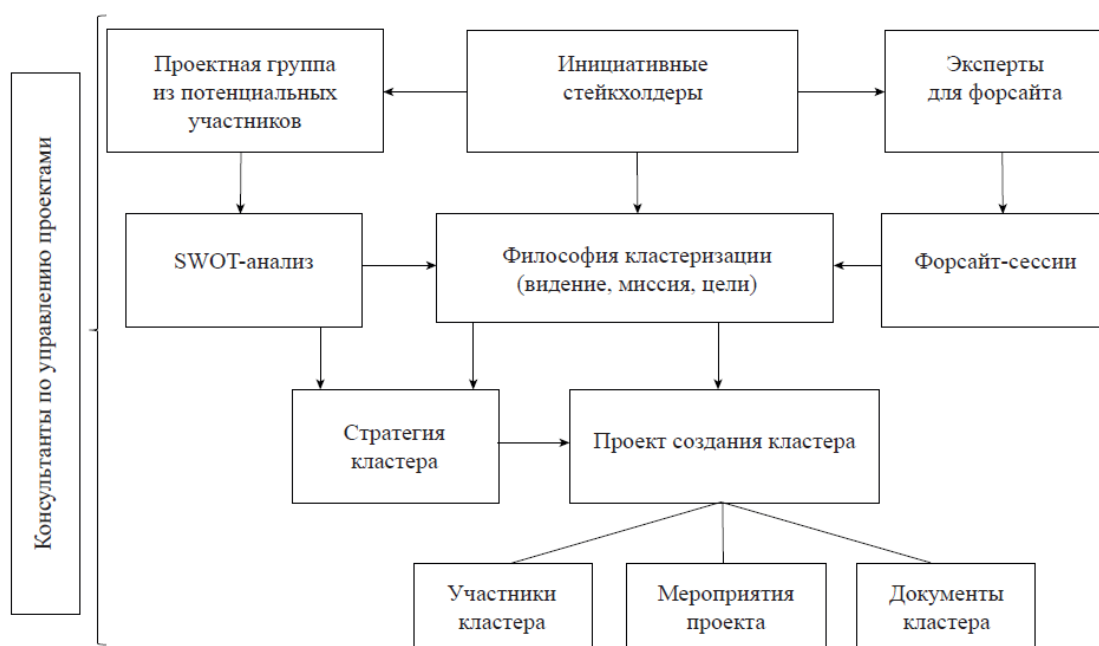 Консультанты по управлению проектами
Проектная группа
из потенциальных
участников
Инициативные
стейкхолдеры
Эксперты
для форсайта
SWOT-анализ
Философия кластеризации
(видение, миссия, цели)
Форсайт-сессии
Стратегия
кластера
Проект создания кластера
Участники
кластера
Мероприятия
проекта
Документы
кластера